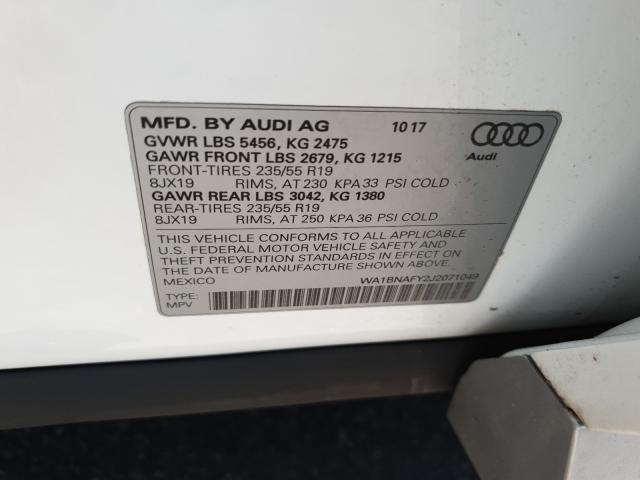 MFD. BY AUDI AG 10 17
GVWR LBS 5456, KG 2475
GAWR FRONT LBS 2679, KG 1215
FRONT-TIRES 235/55 R19
8JX19 RIMS, AT 230 KPA 33 PSI COLD
GAWR REAR LBS 3042, KG 1380
REAR-TIRES 235/55 R19
8JX19 RIMS, AT 250 KPA 36 PSI COLD
Audi
THIS VEHICLE CONFORMS TO ALL APPLICABLE
U.S. FEDERAL MOTOR VEHICLE SAFETY AND
THEFT PREVENTION STANDARDS IN EFFECT ON
THE DATE OF MANUFACTURE SHOWN ABOVE
MEXICO
WA1BNAFY2J2071049
TYPE:
MPV